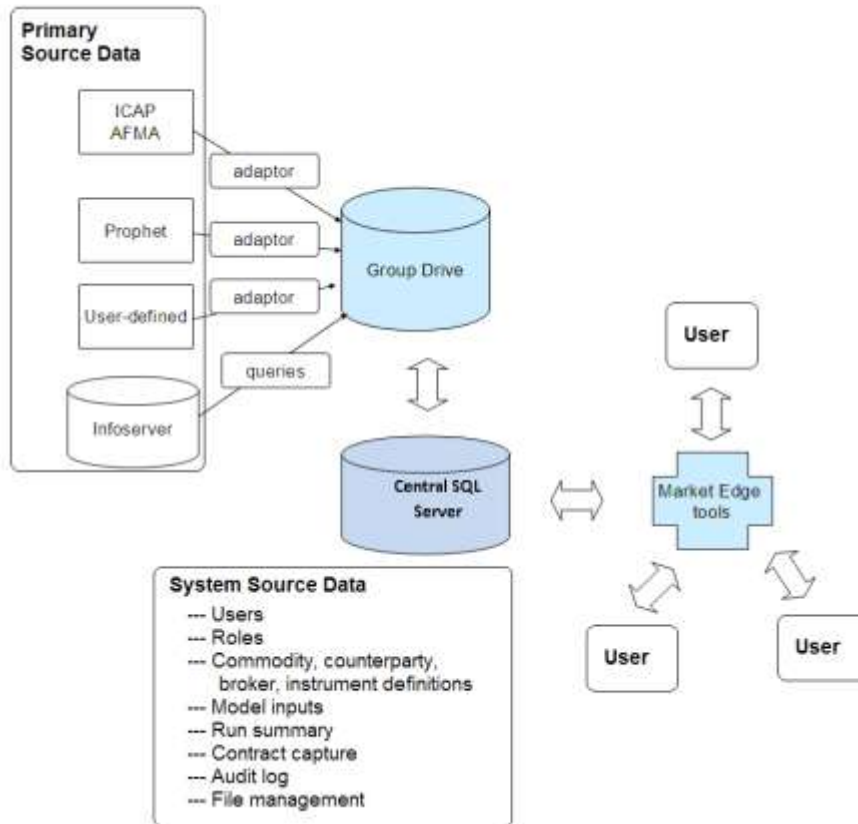 Primary
Source Data
ICAP
AFMA
adaptor
Prophet
adaptor
Group Drive
User-defined
adaptor
queries
Infoserver
User
Central SQL
Server
Market Edge
tools
User
User
System Source Data
--- Users
--- Roles
--- Commodity, counterparty,
broker, instrument definitions
--- Model inputs
--- Run summary
--- Contract capture
--- Audit log
--- File management